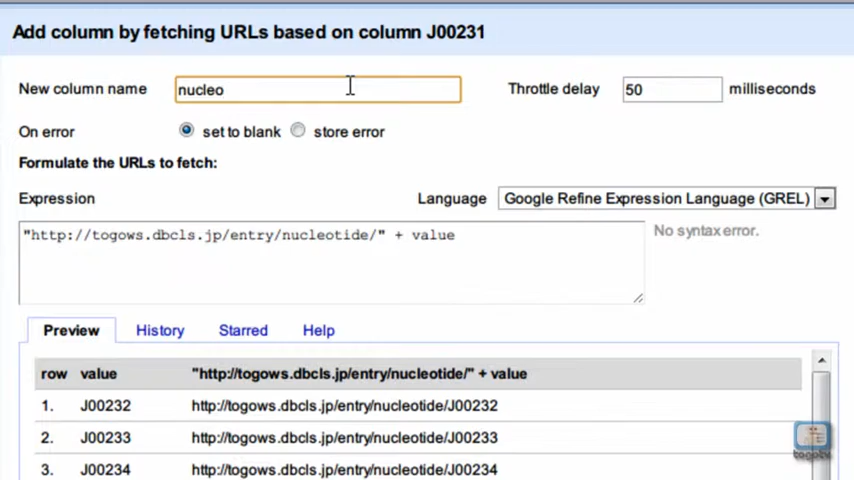 Add column by fetching URLs based on column J00231
New column name nucleo Throttle delay 50 milliseconds
On error set to blank store error
Formulate the URLs to fetch:
Expression Language Google Refine Expression Language (GREL)
"http://togows.dbcls.jp/entry/nucleotide/" + value No syntax error.
Preview History Starred Help
row value "http://togows.dbcls.jp/entry/nucleotide/" + value
1. J00232 http://togows.dbcls.jp/entry/nucleotide/J00232
2. J00233 http://togows.dbcls.jp/entry/nucleotide/J00233
3. J00234 http://togows.dbcls.jp/entry/nucleotide/J00234
togotv